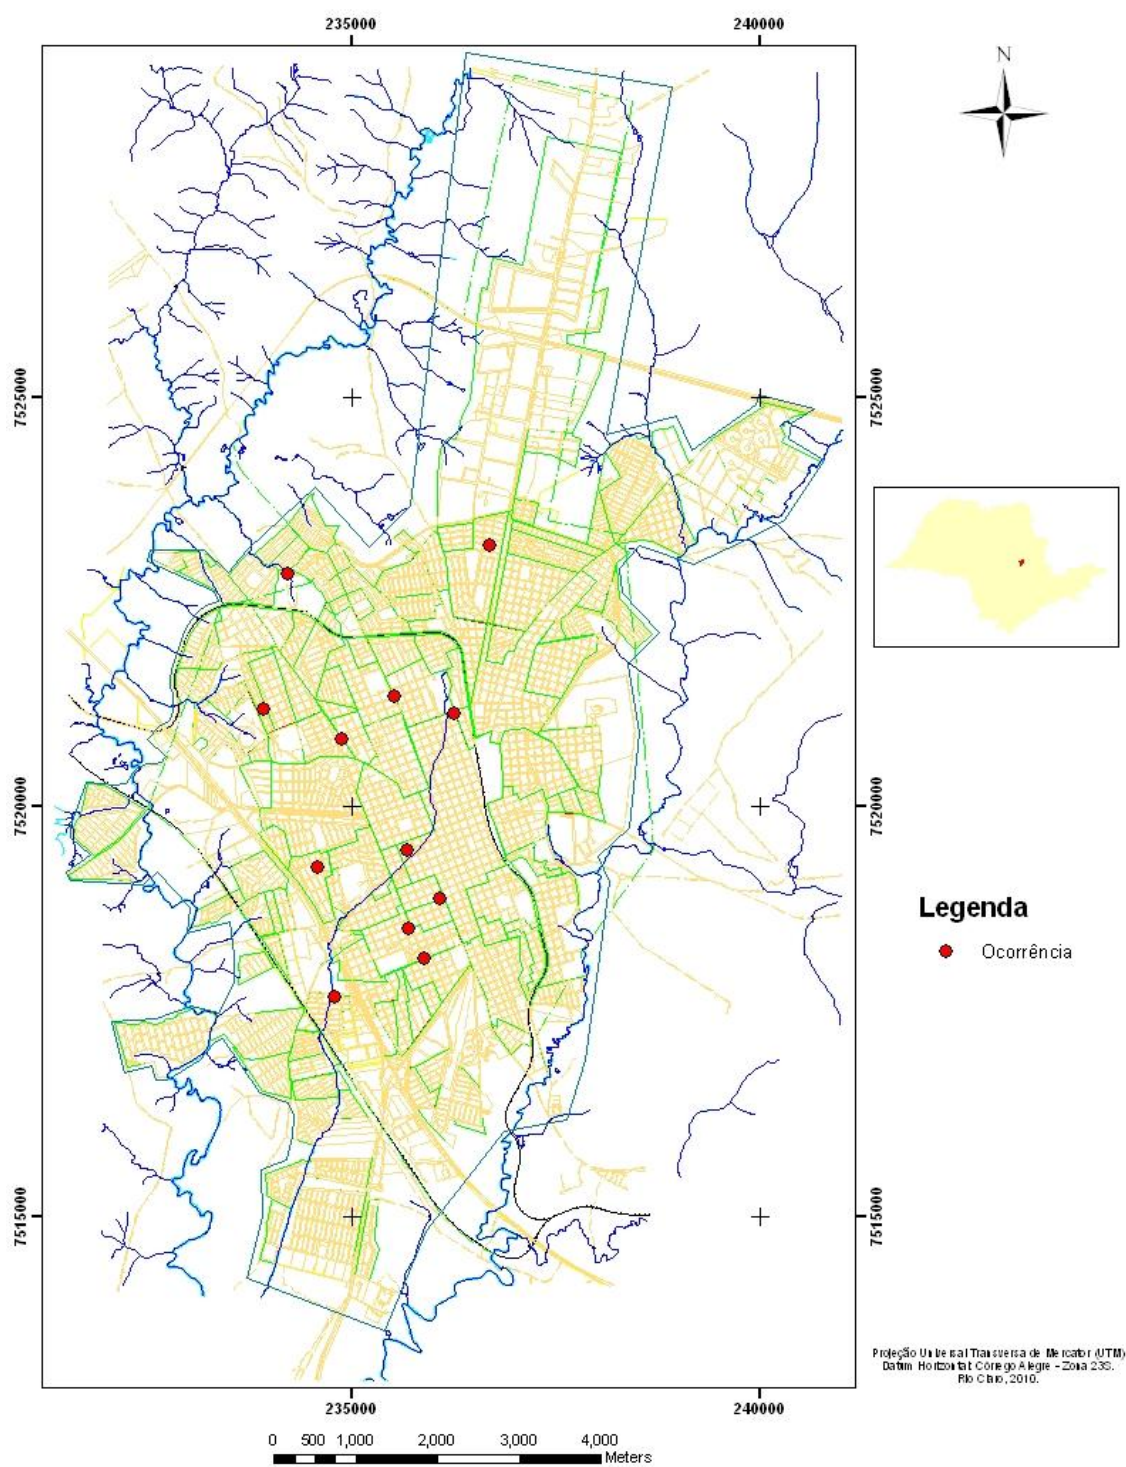 235000 240000
N
7525000 7525000
7520000 7520000
Legenda
Ocorrência
7515000 7515000
Projeção Universal Transversa de Mercator (UTM)
Datum Horizontal: Córrego Alegre - Zona 23S.
Rio Claro, 2010.
235000 240000
0 500 1,000 2,000 3,000 4,000
Meters